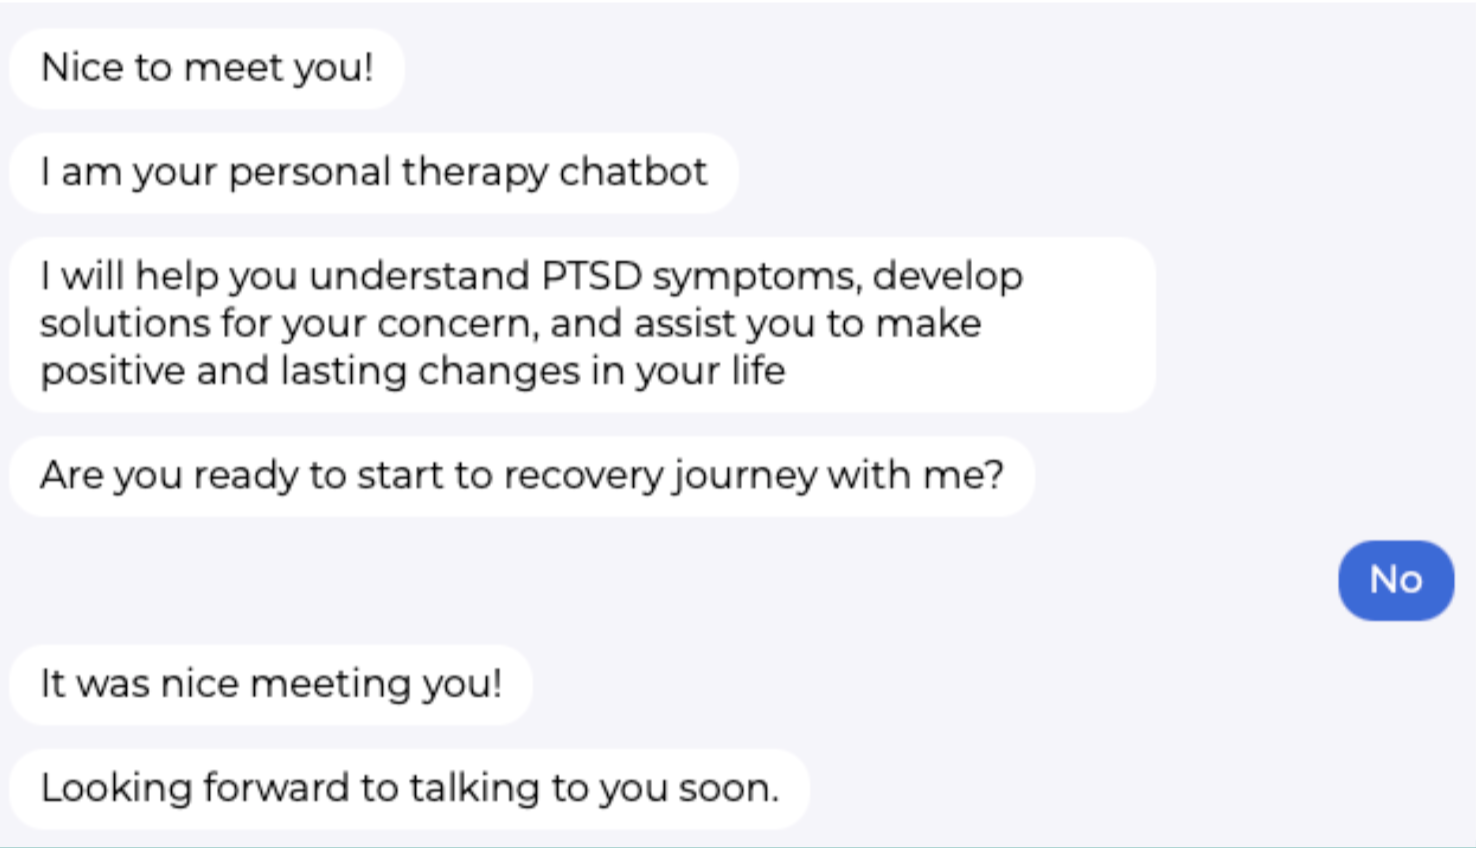 Nice to meet you!
I am your personal therapy chatbot
I will help you understand PTSD symptoms, develop
solutions for your concern, and assist you to make
positive and lasting changes in your life
Are you ready to start to recovery journey with me?
No
It was nice meeting you!
Looking forward to talking to you soon.